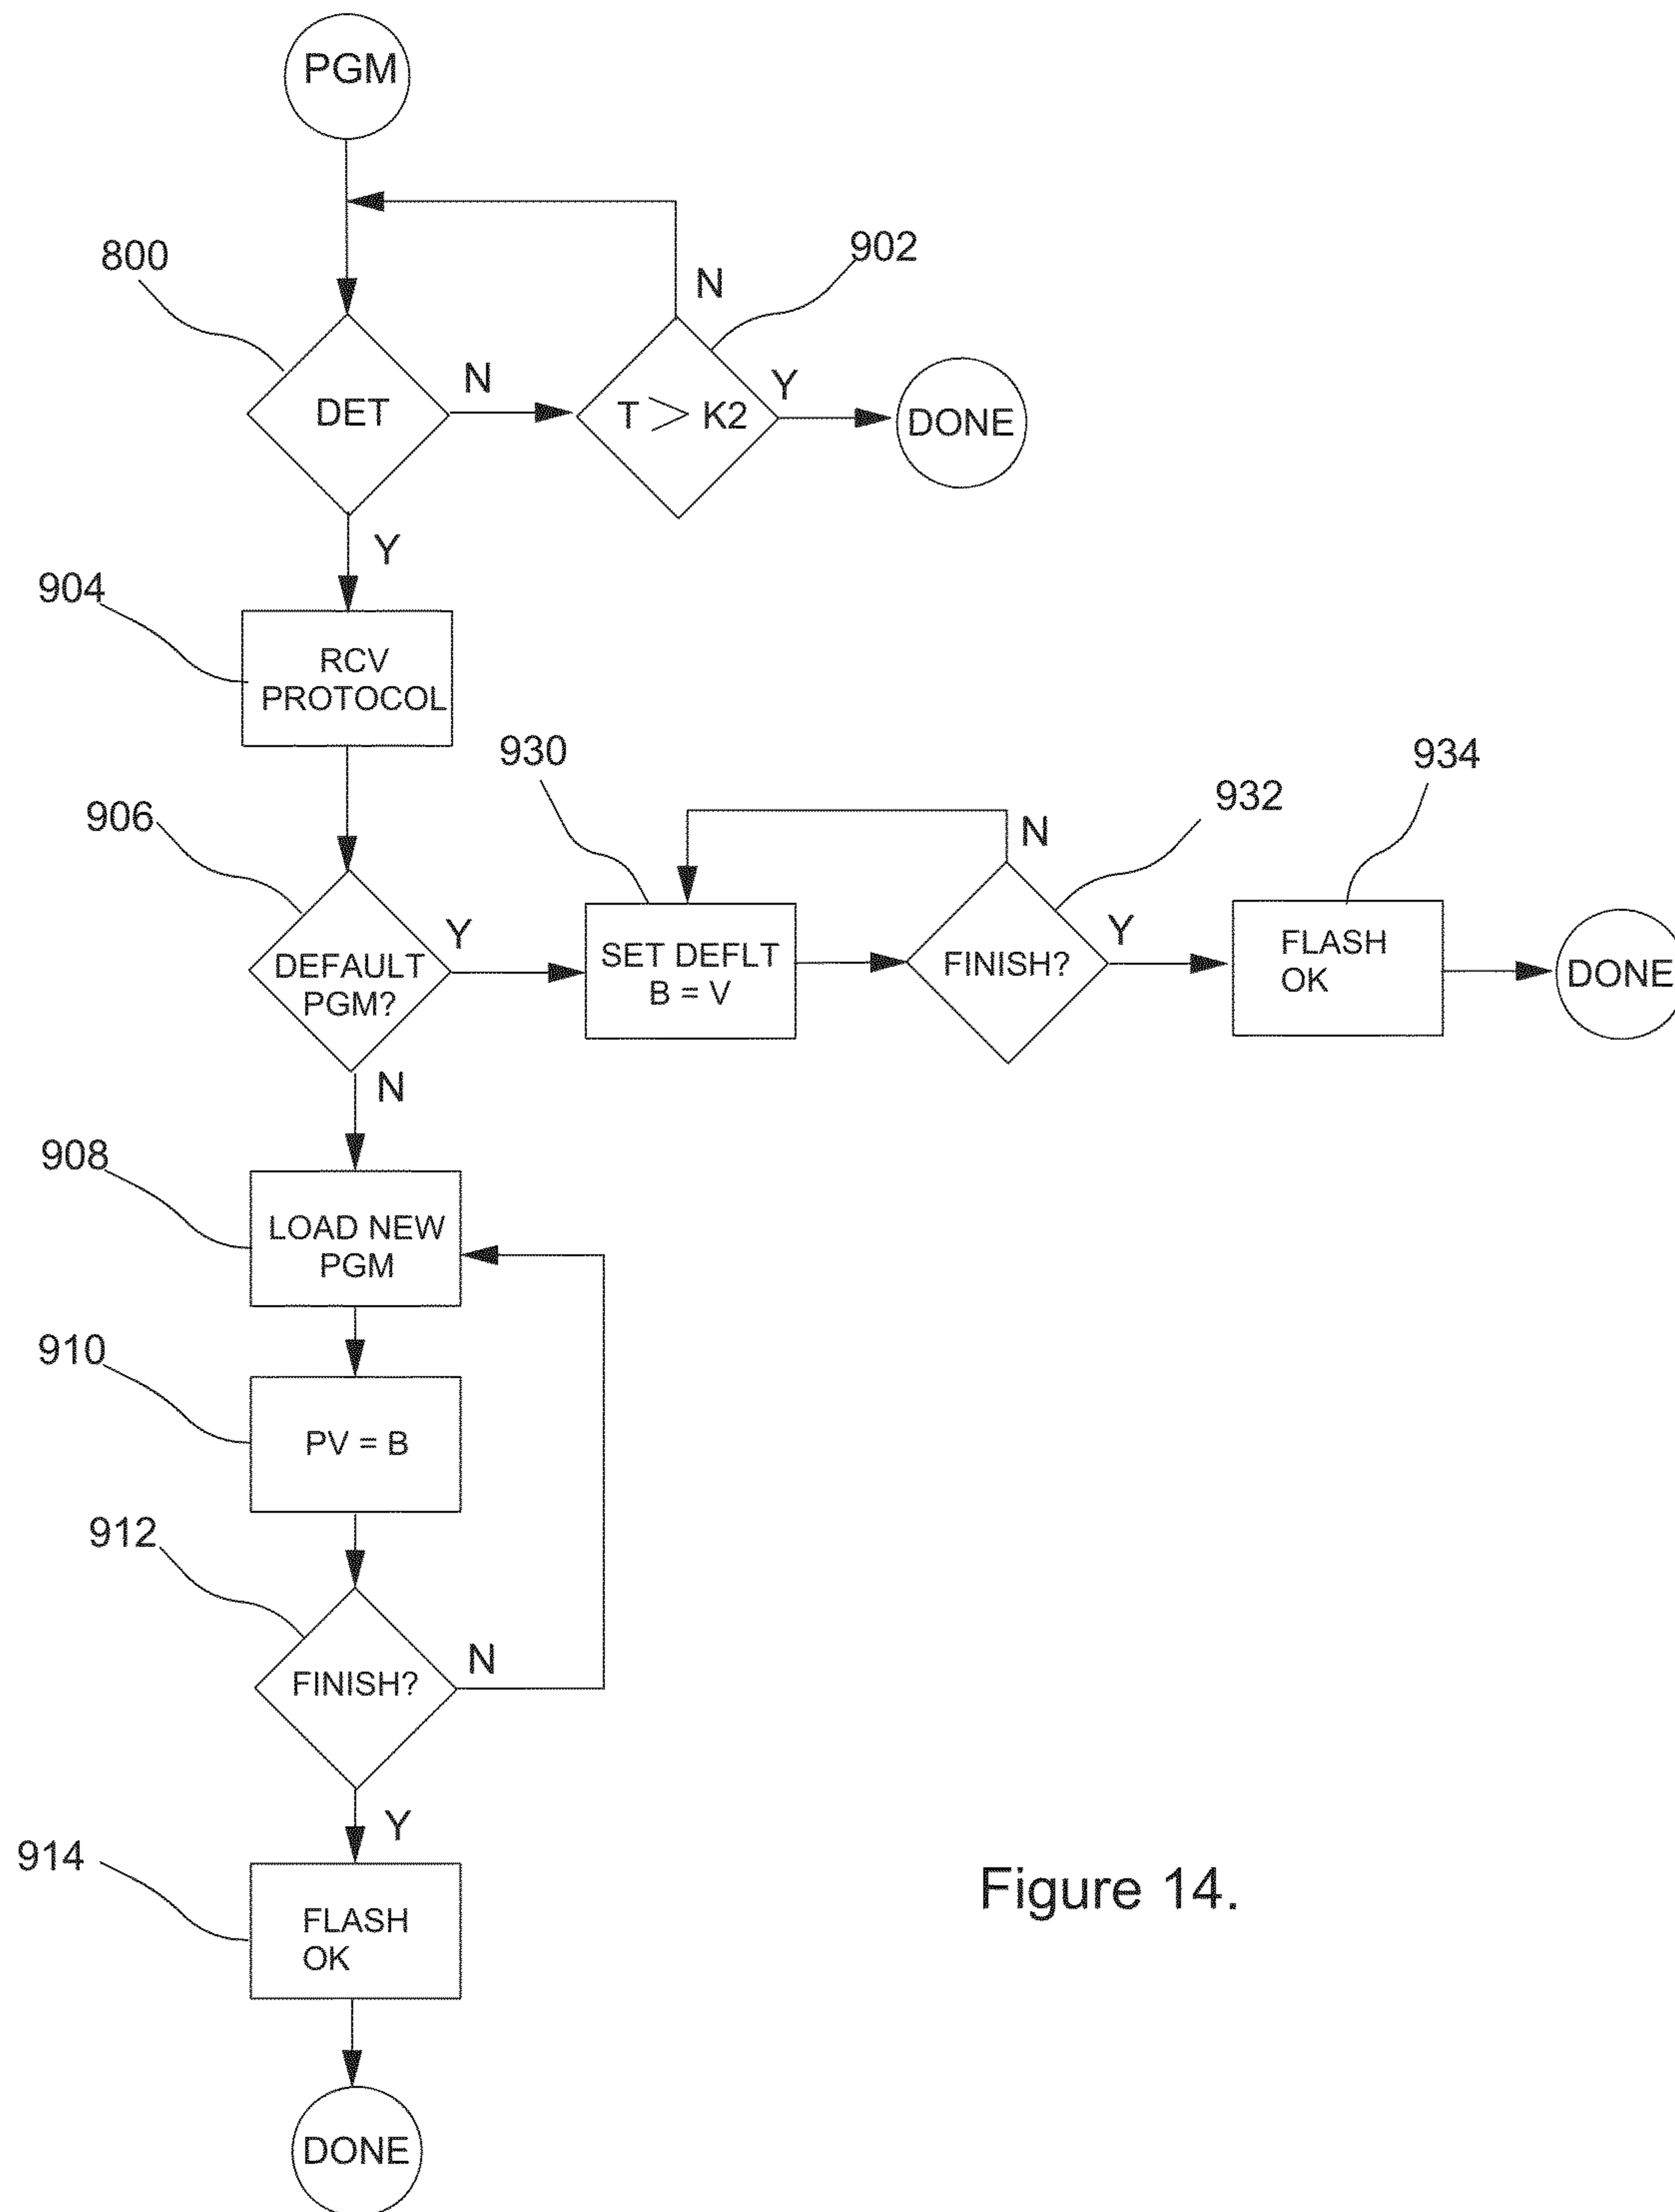 PGM
800
902
N
DET
N
T > K2
Y
DONE
Y
904
RCV
PROTOCOL
930
934
906
932
N
Y
DEFAULT
PGM?
SET DEFLT
B = V
FINISH?
Y
FLASH
OK
DONE
N
908
LOAD NEW
PGM
910
PV = B
912
FINISH?
N
Y
914
FLASH
OK
Figure 14.
DONE